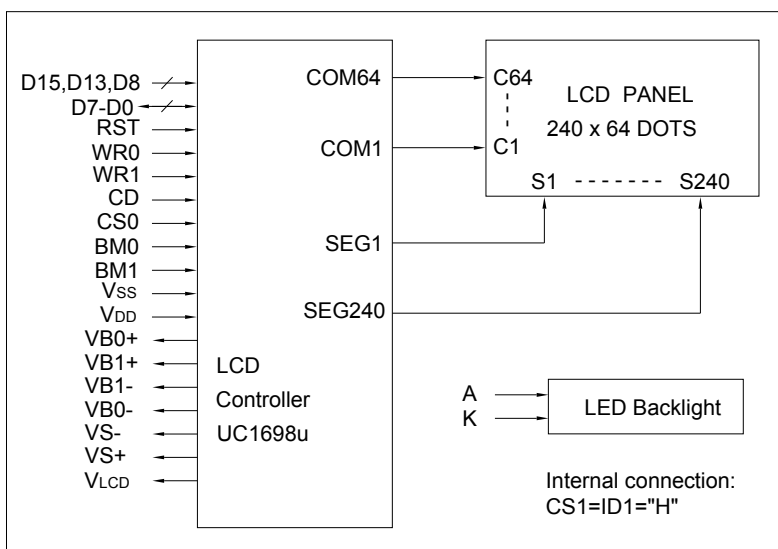 D15,D13,D8
D7-D0
RST
WR0
WR1
CD
CS0
BM0
BM1
VSS
VDD
VB0+
VB1+
VB1-
VB0-
VS-
VS+
VLCD
COM64
COM1
SEG1
SEG240
LCD
Controller
UC1698u
C64
C1
LCD PANEL
240 x 64 DOTS
S1 ------- S240
A
K
LED Backlight
Internal connection:
CS1=ID1="H"